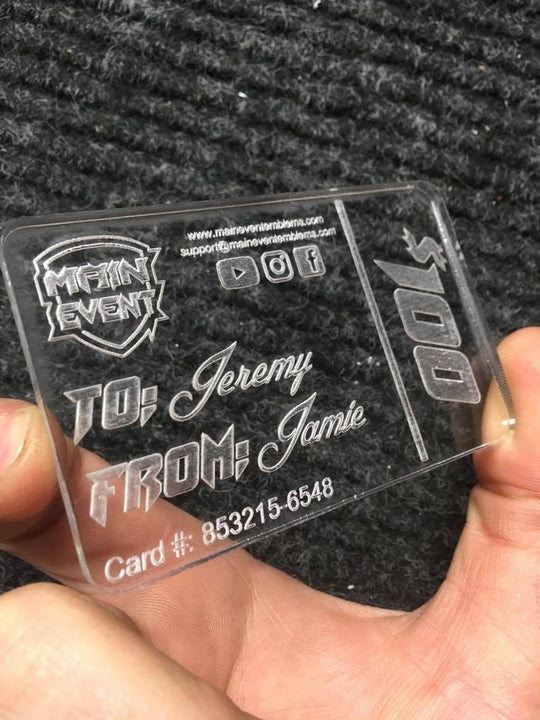 MAIN
EVENT
www.maineventemblems.com
support@maineventemblems.com
$100
TO: Jeremy
FROM: Jamie
Card #: 853215-6548